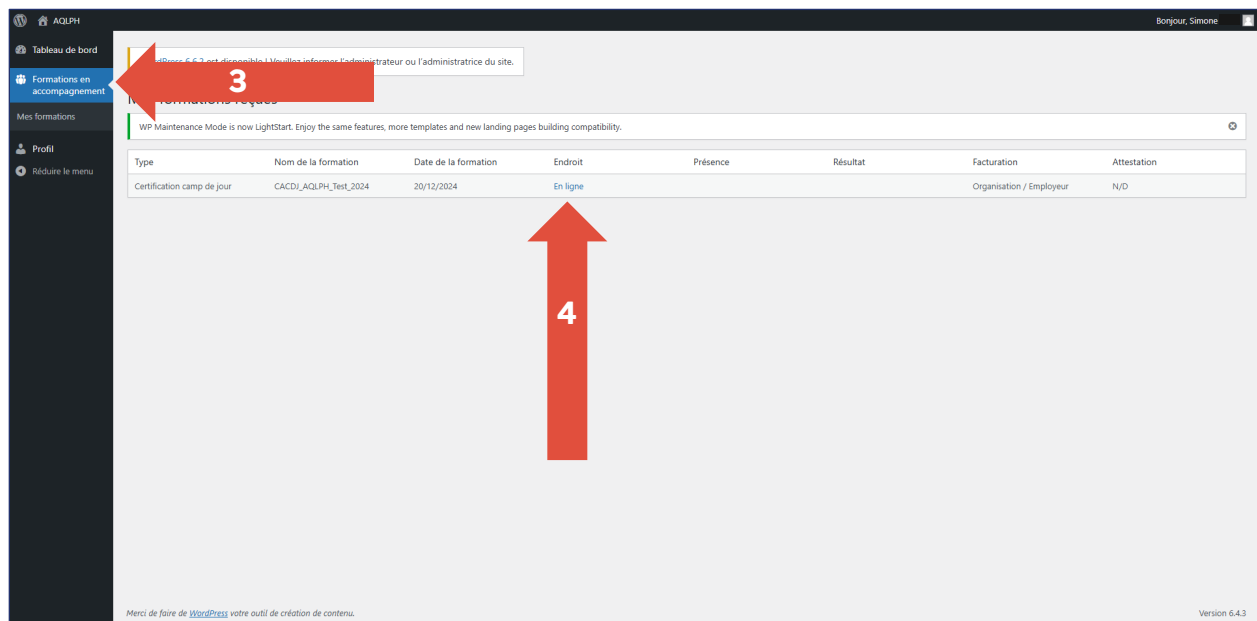 AQLPH
Bonjour, Simone
Tableau de bord
Formations en
accompagnement
Mes formations
Profil
Réduire le menu
6.6.2 est disponible ! Veuillez informer l'administrateur ou l'administratrice du site.
3
formations reçues
WP Maintenance Mode is now LightStart. Enjoy the same features, more templates and new landing pages building compatibility.
Type Nom de la formation Date de la formation Endroit Présence Résultat Facturation Attestation
Certification camp de jour CACDJ_AQLPH_Test_2024 20/12/2024 En ligne Organisation / Employeur N/D
4
Merci de faire de WordPress votre outil de création de contenu.
Version 6.4.3